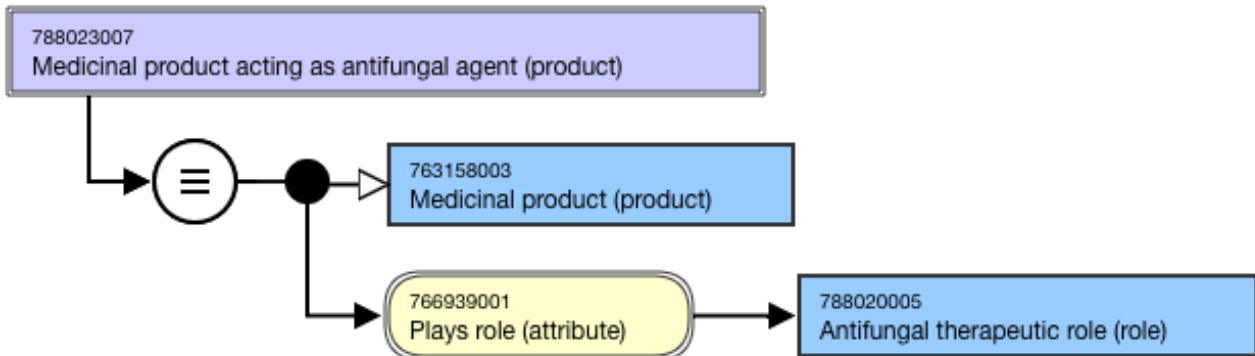 788023007
Medicinal product acting as antifungal agent (product)
763158003
Medicinal product (product)
766939001
Plays role (attribute)
788020005
Antifungal therapeutic role (role)